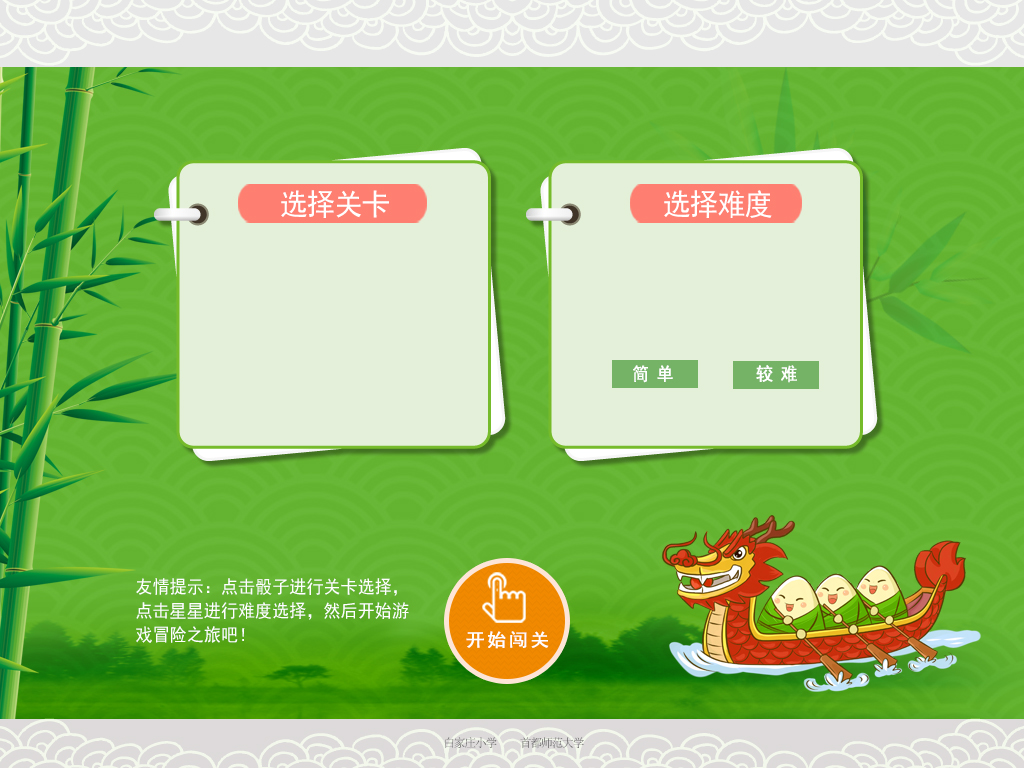 选择关卡
选择难度
简 单
较 难
友情提示：点击骰子进行关卡选择，
点击星星进行难度选择，然后开始游
戏冒险之旅吧！
开始闯关
白家庄小学 首都师范大学